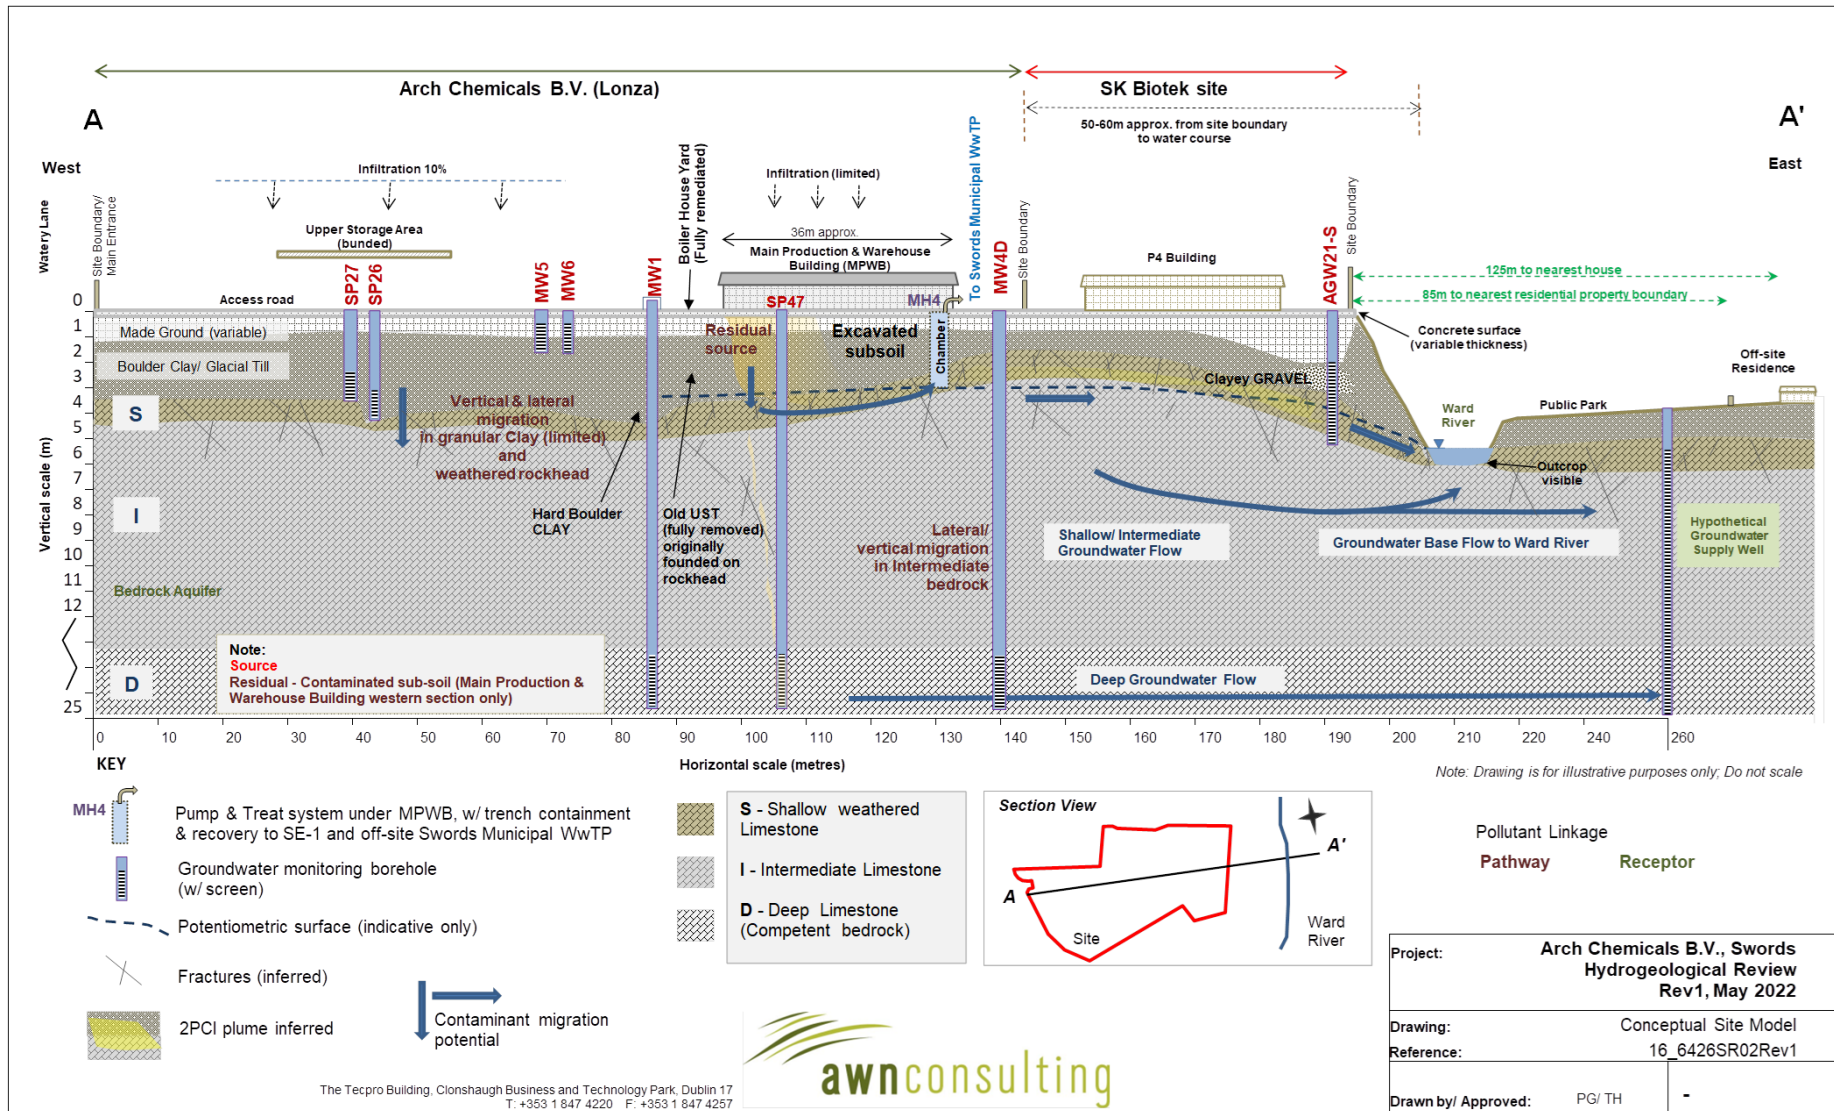 Arch Chemicals B.V. (Lonza)
SK Biotek site
A
A'
50-60m approx. from site boundary
to water course
West
East
Watery Lane
Site Boundary/
Main Entrance
Infiltration 10%
Upper Storage Area
(bunded)
Boiler House Yard
(Fully remediated)
Infiltration (limited)
36m approx.
Main Production & Warehouse
Building (MPWB)
To Swords Municipal WwTP
Site Boundary
P4 Building
Site Boundary
125m to nearest house
85m to nearest residential property boundary
SP27
SP26
MW5
MW6
MW1
SP47
MH4
MW4D
AGW21-S
Access road
Made Ground (variable)
Boulder Clay/ Glacial Till
Residual
source
Excavated
subsoil
Chamber
Concrete surface
(variable thickness)
Clayey GRAVEL
Off-site
Residence
Public Park
Ward
River
Outcrop
visible
S
I
D
Vertical & lateral
migration
in granular Clay (limited)
and
weathered rockhead
Hard Boulder
CLAY
Old UST
(fully removed)
originally
founded on
rockhead
Lateral/
vertical migration
in Intermediate
bedrock
Shallow/ Intermediate
Groundwater Flow
Groundwater Base Flow to Ward River
Hypothetical
Groundwater
Supply Well
Bedrock Aquifer
Deep Groundwater Flow
Note:
Source
Residual - Contaminated sub-soil (Main Production &
Warehouse Building western section only)
Vertical scale (m)
0
1
2
3
4
5
6
7
8
9
10
11
12
25
0 10 20 30 40 50 60 70 80 90 100 110 120 130 140 150 160 170 180 190 200 210 220 230 240 250 260
Horizontal scale (metres)
Note: Drawing is for illustrative purposes only; Do not scale
KEY
MH4
Pump & Treat system under MPWB, w/ trench containment
& recovery to SE-1 and off-site Swords Municipal WwTP
Groundwater monitoring borehole
(w/ screen)
Potentiometric surface (indicative only)
Fractures (inferred)
2PCI plume inferred
Contaminant migration
potential
S - Shallow weathered
Limestone
I - Intermediate Limestone
D - Deep Limestone
(Competent bedrock)
Section View
A
A'
Site
Ward
River
Pollutant Linkage
Pathway Receptor
awnconsulting
The Tecpro Building, Clonshaugh Business and Technology Park, Dublin 17
T: +353 1 847 4220 F: +353 1 847 4257
Project: Arch Chemicals B.V., Swords
Hydrogeological Review
Rev1, May 2022
Drawing: Conceptual Site Model
Reference: 16_6426SR02Rev1
Drawn by/ Approved: PG/ TH -